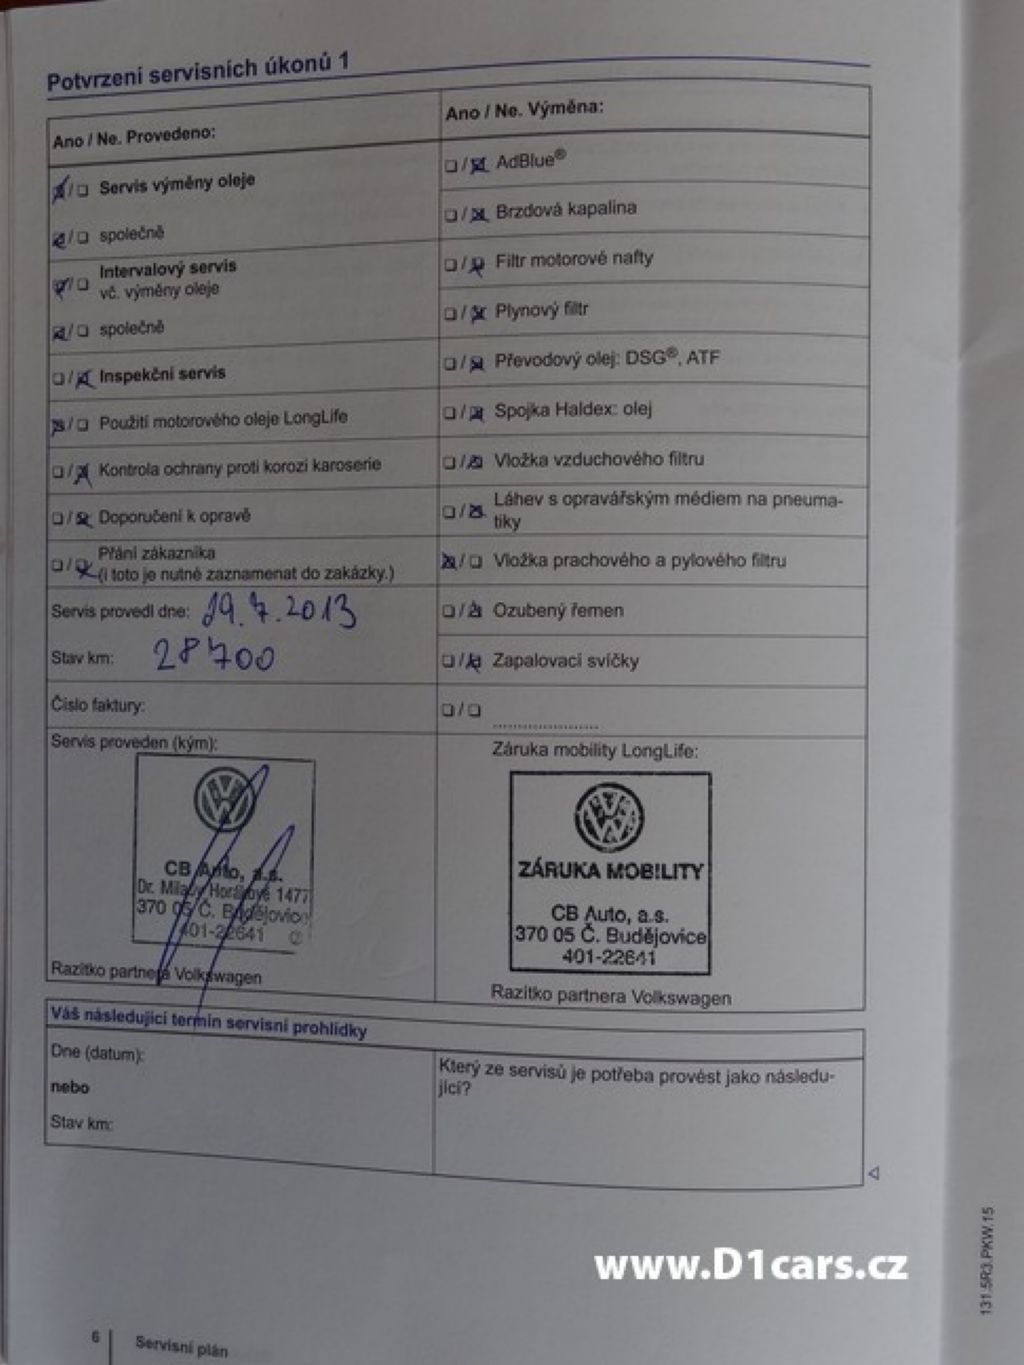 Potvrzení servisních úkonů 1
Ano / Ne. Provedeno:
☒/❑ Servis výměny oleje
☒/❑ společně
☒/❑ Intervalový servis
vč. výměny oleje
☒/❑ společně
❑/☒ Inspekční servis
☒/❑ Použití motorového oleje LongLife
❑/☒ Kontrola ochrany proti korozi karoserie
❑/☒ Doporučení k opravě
❑/☒ Přání zákazníka
(i toto je nutné zaznamenat do zakázky.)
Servis provedl dne: 19.7.2013
Stav km: 28700
Číslo faktury:
Servis proveden (kým):
CB Auto, a.s.
Dr. Milady Horákové 1477
370 05 Č. Budějovice
401-22641
Razítko partnera Volkswagen
Ano / Ne. Výměna:
❑/☒ AdBlue®
❑/☒ Brzdová kapalina
❑/☒ Filtr motorové nafty
❑/☒ Plynový filtr
❑/☒ Převodový olej: DSG®, ATF
❑/☒ Spojka Haldex: olej
❑/☒ Vložka vzduchového filtru
❑/☒ Láhev s opravářským médiem na pneuma-
tiky
☒/❑ Vložka prachového a pylového filtru
❑/☒ Ozubený řemen
❑/☒ Zapalovací svíčky
❑/❑ .....................
Záruka mobility LongLife:
ZÁRUKA MOBILITY
CB Auto, a.s.
370 05 Č. Budějovice
401-22641
Razítko partnera Volkswagen
Váš následující termín servisní prohlídky
Dne (datum):
nebo
Stav km:
Který ze servisů je potřeba provést jako následu-
jící?
www.D1cars.cz
131.5R3.PKW.15
6
Servisní plán